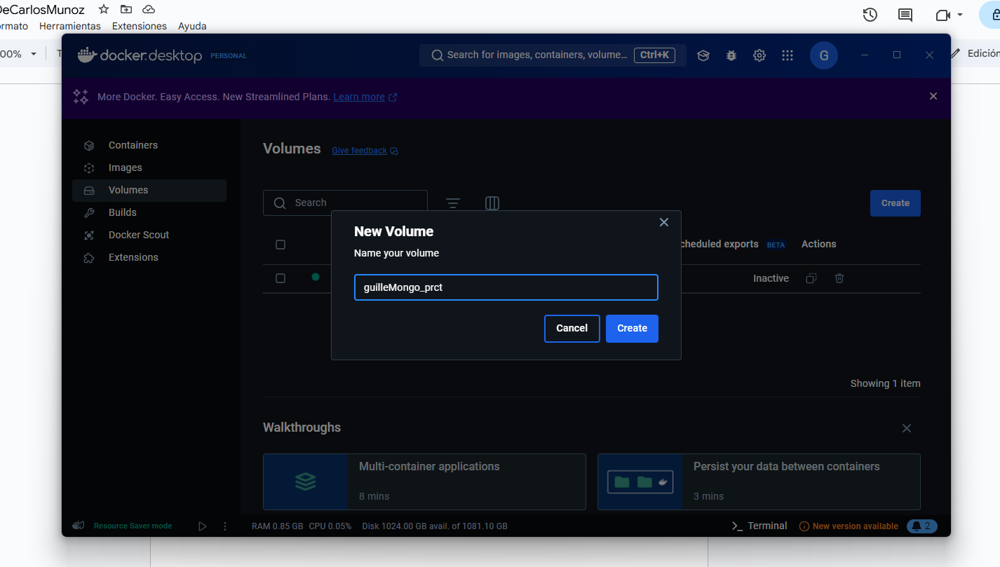 DeCarlosMunoz
Herramientas Extensiones Ayuda
docker.desktop PERSONAL
Search for images, containers, volume... Ctrl+K
G
Edición
More Docker. Easy Access. New Streamlined Plans. Learn more
Containers
Images
Volumes
Builds
Docker Scout
Extensions
Volumes Give feedback
Search
Create
New Volume
Name your volume
guilleMongo_prct
Cancel Create
cheduled exports BETA Actions
Inactive
Showing 1 item
Walkthroughs
Multi-container applications
8 mins
Persist your data between containers
3 mins
Resource Saver mode
RAM 0.85 GB CPU 0.05% Disk 1024.00 GB avail. of 1081.10 GB
Terminal
New version available
2